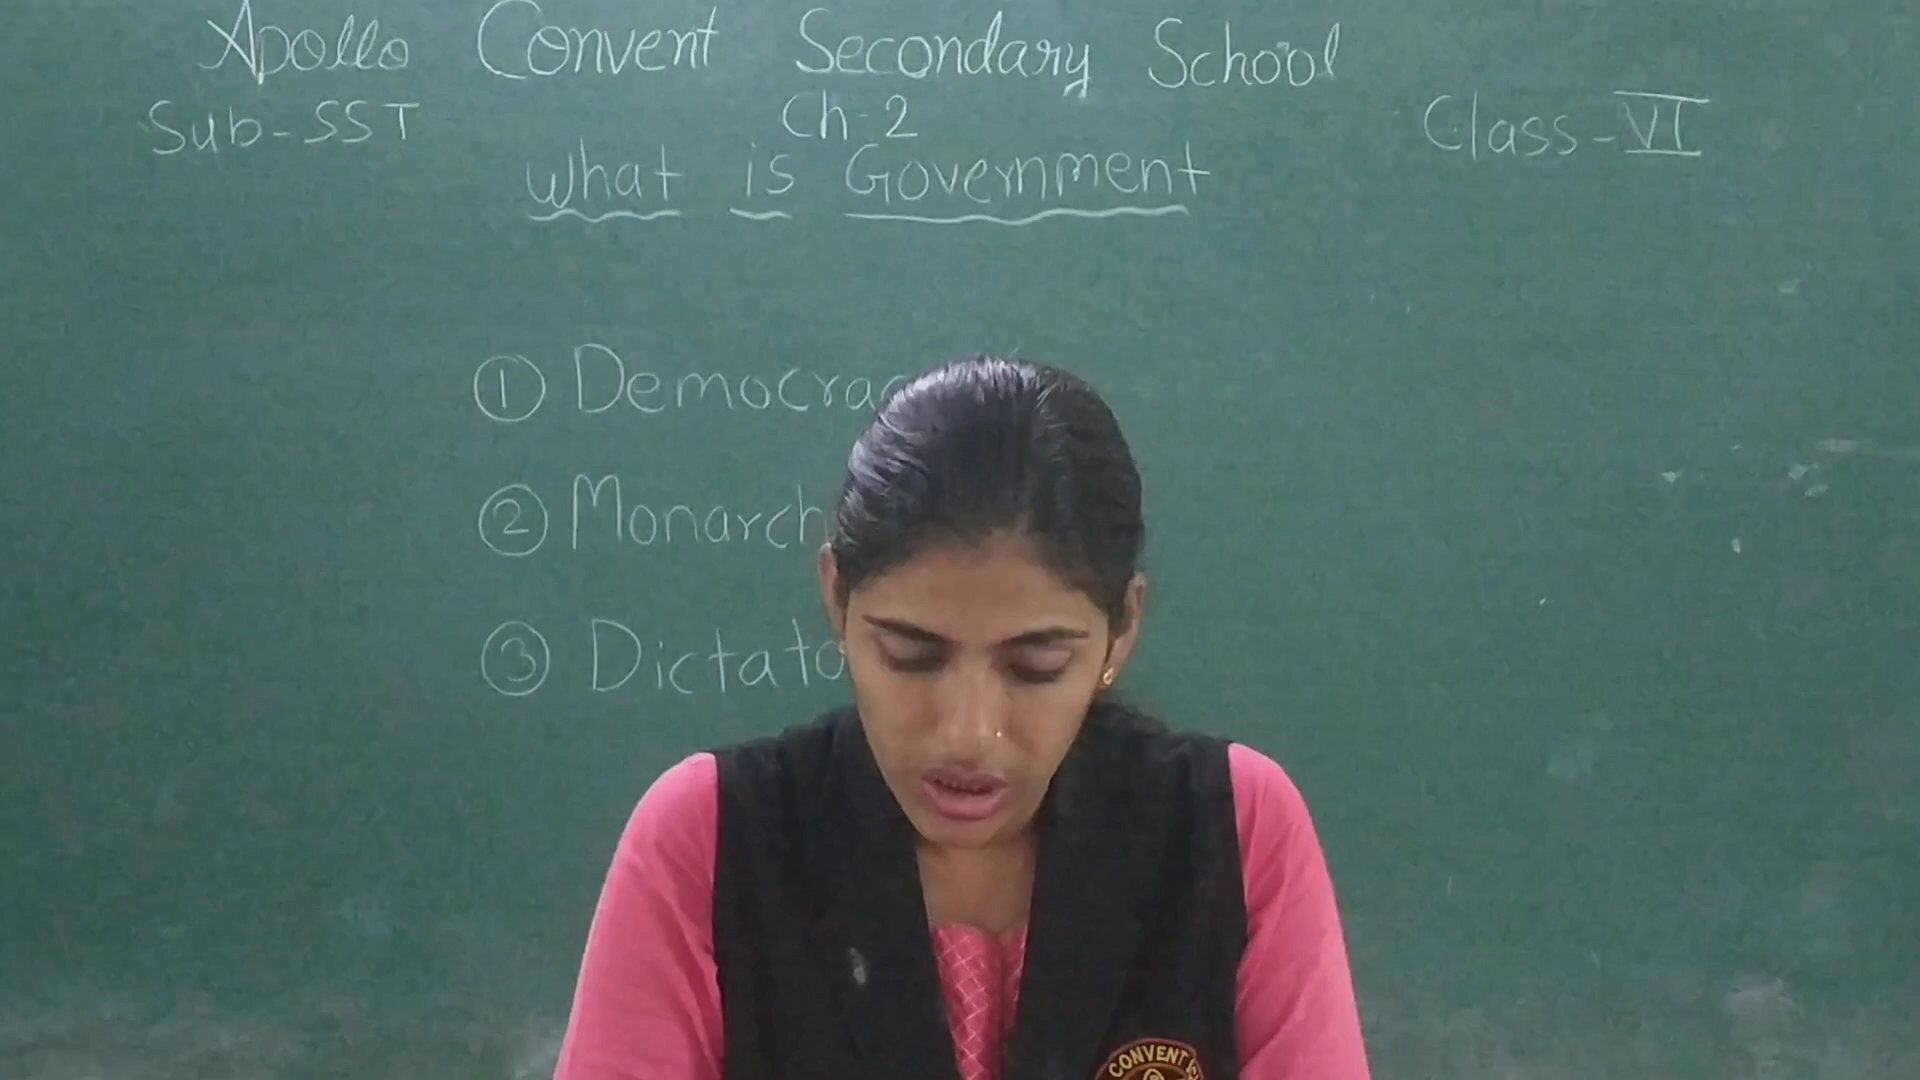 Apollo Convent Secondary School
Sub-SST Ch-2 Class-VI
What is Government
① Democrac
② Monarch
③ Dictato
CONVENT